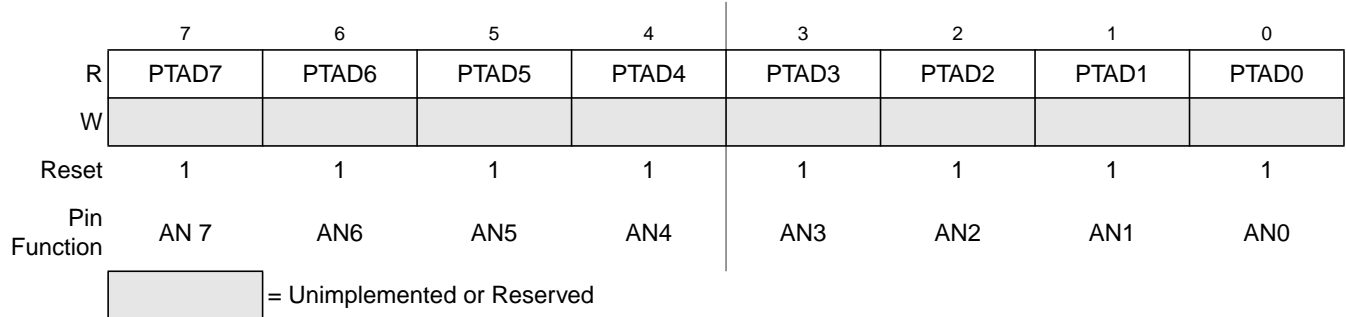 7 6 5 4 3 2 1 0
R PTAD7 PTAD6 PTAD5 PTAD4 PTAD3 PTAD2 PTAD1 PTAD0
W
Reset 1 1 1 1 1 1 1 1
Pin
Function AN 7 AN6 AN5 AN4 AN3 AN2 AN1 AN0
= Unimplemented or Reserved